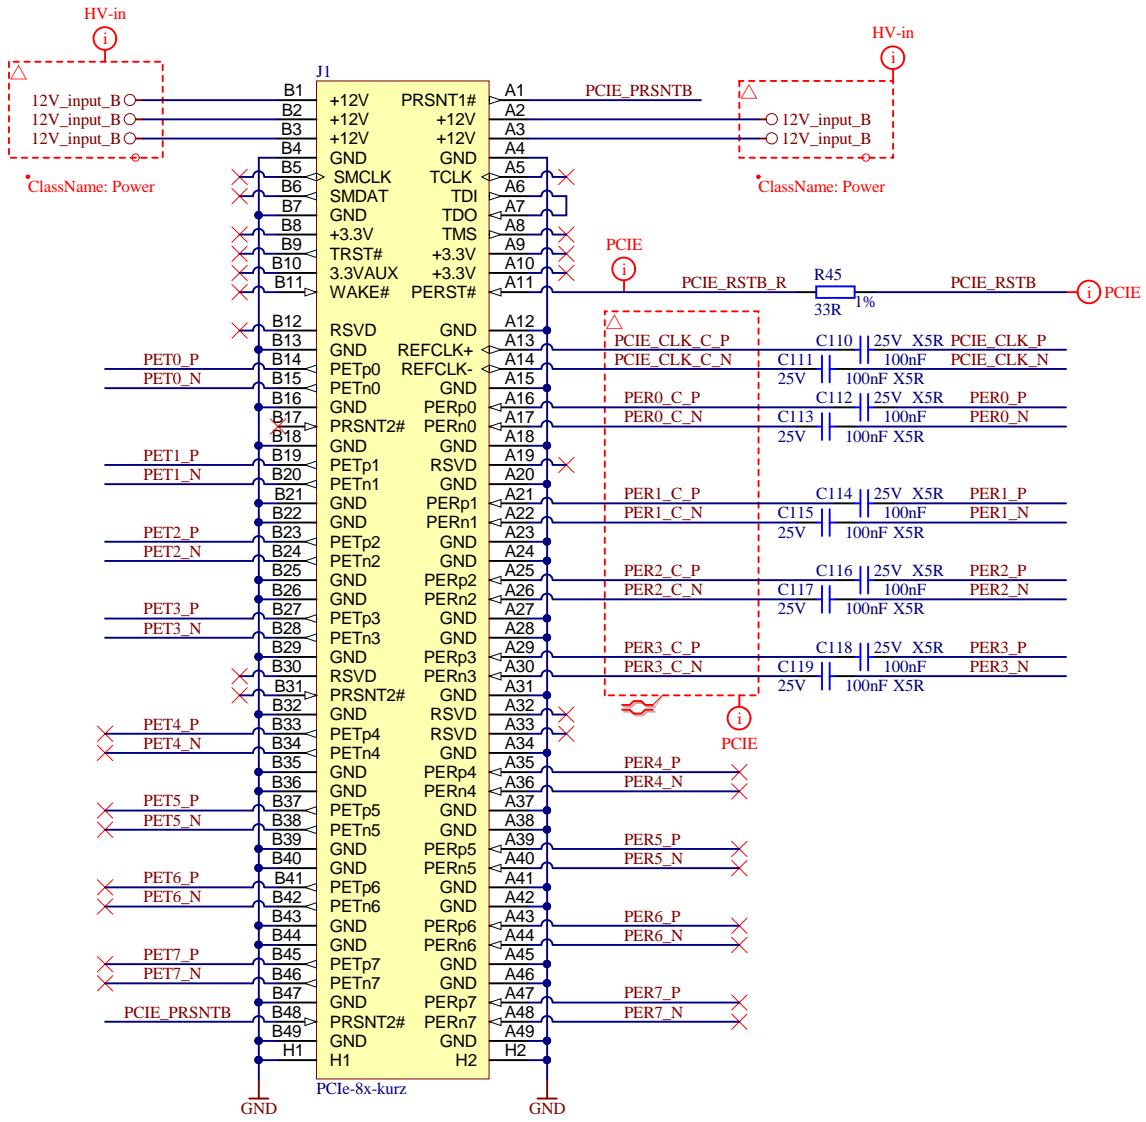 HV-in
i
HV-in
i
J1
12V_input_B B1 +12V PRSNT1# A1 PCIE_PRSNTB
12V_input_B B2 +12V +12V A2 12V_input_B
12V_input_B B3 +12V +12V A3 12V_input_B
B4 GND GND A4
B5 SMCLK TCLK A5
ClassName: Power
ClassName: Power
B6 SMDAT TDI A6
B7 GND TDO A7
B8 +3.3V TMS A8
B9 TRST# +3.3V A9
PCIE
i
B10 3.3VAUX +3.3V A10
B11 WAKE# PERST# A11 PCIE_RSTB_R R45 33R 1% PCIE_RSTB i PCIE
B12 RSVD GND A12
B13 GND REFCLK+ A13 PCIE_CLK_C_P C110 25V X5R 100nF PCIE_CLK_P
PET0_P B14 PETp0 REFCLK- A14 PCIE_CLK_C_N C111 25V 100nF X5R PCIE_CLK_N
PET0_N B15 PETn0 GND A15
B16 GND PERp0 A16 PER0_C_P C112 25V X5R 100nF PER0_P
B17 PRSNT2# PERn0 A17 PER0_C_N C113 25V 100nF X5R PER0_N
B18 GND GND A18
PET1_P B19 PETp1 RSVD A19
PET1_N B20 PETn1 GND A20
B21 GND PERp1 A21 PER1_C_P C114 25V X5R 100nF PER1_P
B22 GND PERn1 A22 PER1_C_N C115 25V 100nF X5R PER1_N
PET2_P B23 PETp2 GND A23
PET2_N B24 PETn2 GND A24
B25 GND PERp2 A25 PER2_C_P C116 25V X5R 100nF PER2_P
B26 GND PERn2 A26 PER2_C_N C117 25V 100nF X5R PER2_N
PET3_P B27 PETp3 GND A27
PET3_N B28 PETn3 GND A28
B29 GND PERp3 A29 PER3_C_P C118 25V X5R 100nF PER3_P
B30 RSVD PERn3 A30 PER3_C_N C119 25V 100nF X5R PER3_N
B31 PRSNT2# GND A31
B32 GND RSVD A32
i
PCIE
PET4_P B33 PETp4 RSVD A33
PET4_N B34 PETn4 GND A34
B35 GND PERp4 A35 PER4_P
B36 GND PERn4 A36 PER4_N
PET5_P B37 PETp5 GND A37
PET5_N B38 PETn5 GND A38
B39 GND PERp5 A39 PER5_P
B40 GND PERn5 A40 PER5_N
PET6_P B41 PETp6 GND A41
PET6_N B42 PETn6 GND A42
B43 GND PERp6 A43 PER6_P
B44 GND PERn6 A44 PER6_N
PET7_P B45 PETp7 GND A45
PET7_N B46 PETn7 GND A46
B47 GND PERp7 A47 PER7_P
PCIE_PRSNTB B48 PRSNT2# PERn7 A48 PER7_N
B49 GND GND A49
H1 H1 H2 H2
PCIe-8x-kurz
GND
GND